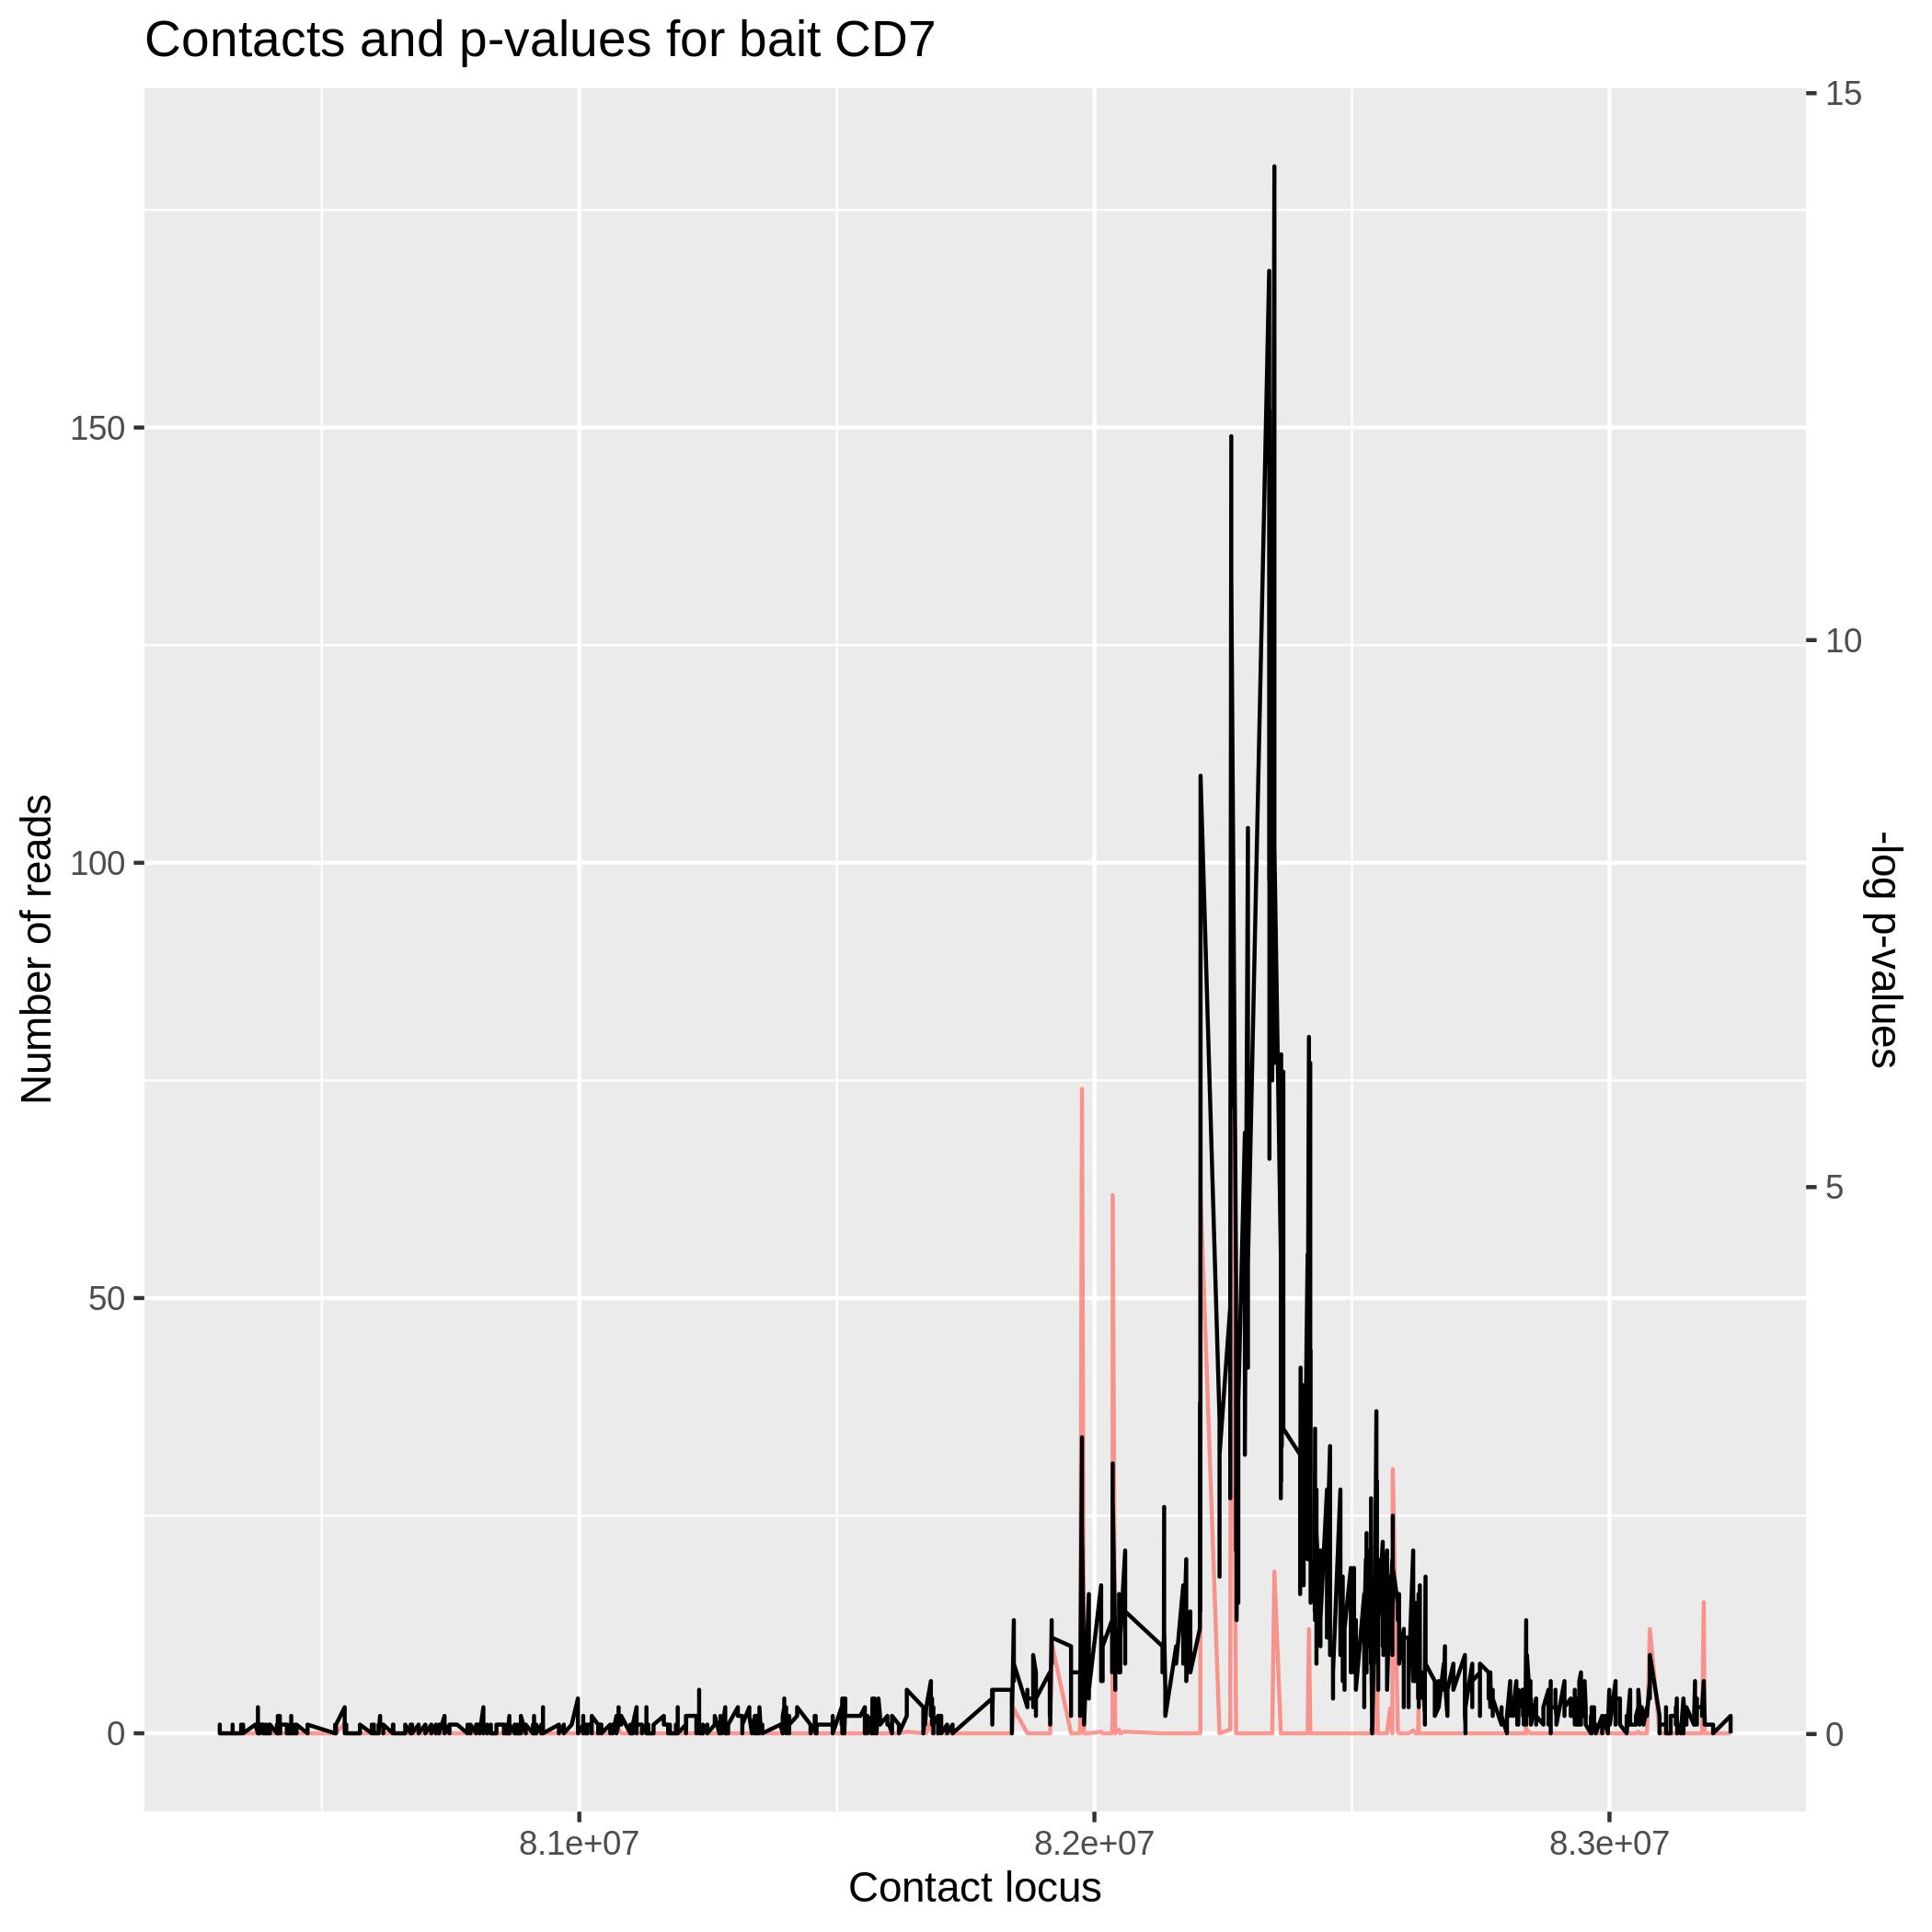 Contacts and p-values for bait CD7
15
150
10
Number of reads
100
-log p-values
50
5
0
0
8.1e+07
8.2e+07
8.3e+07
Contact locus